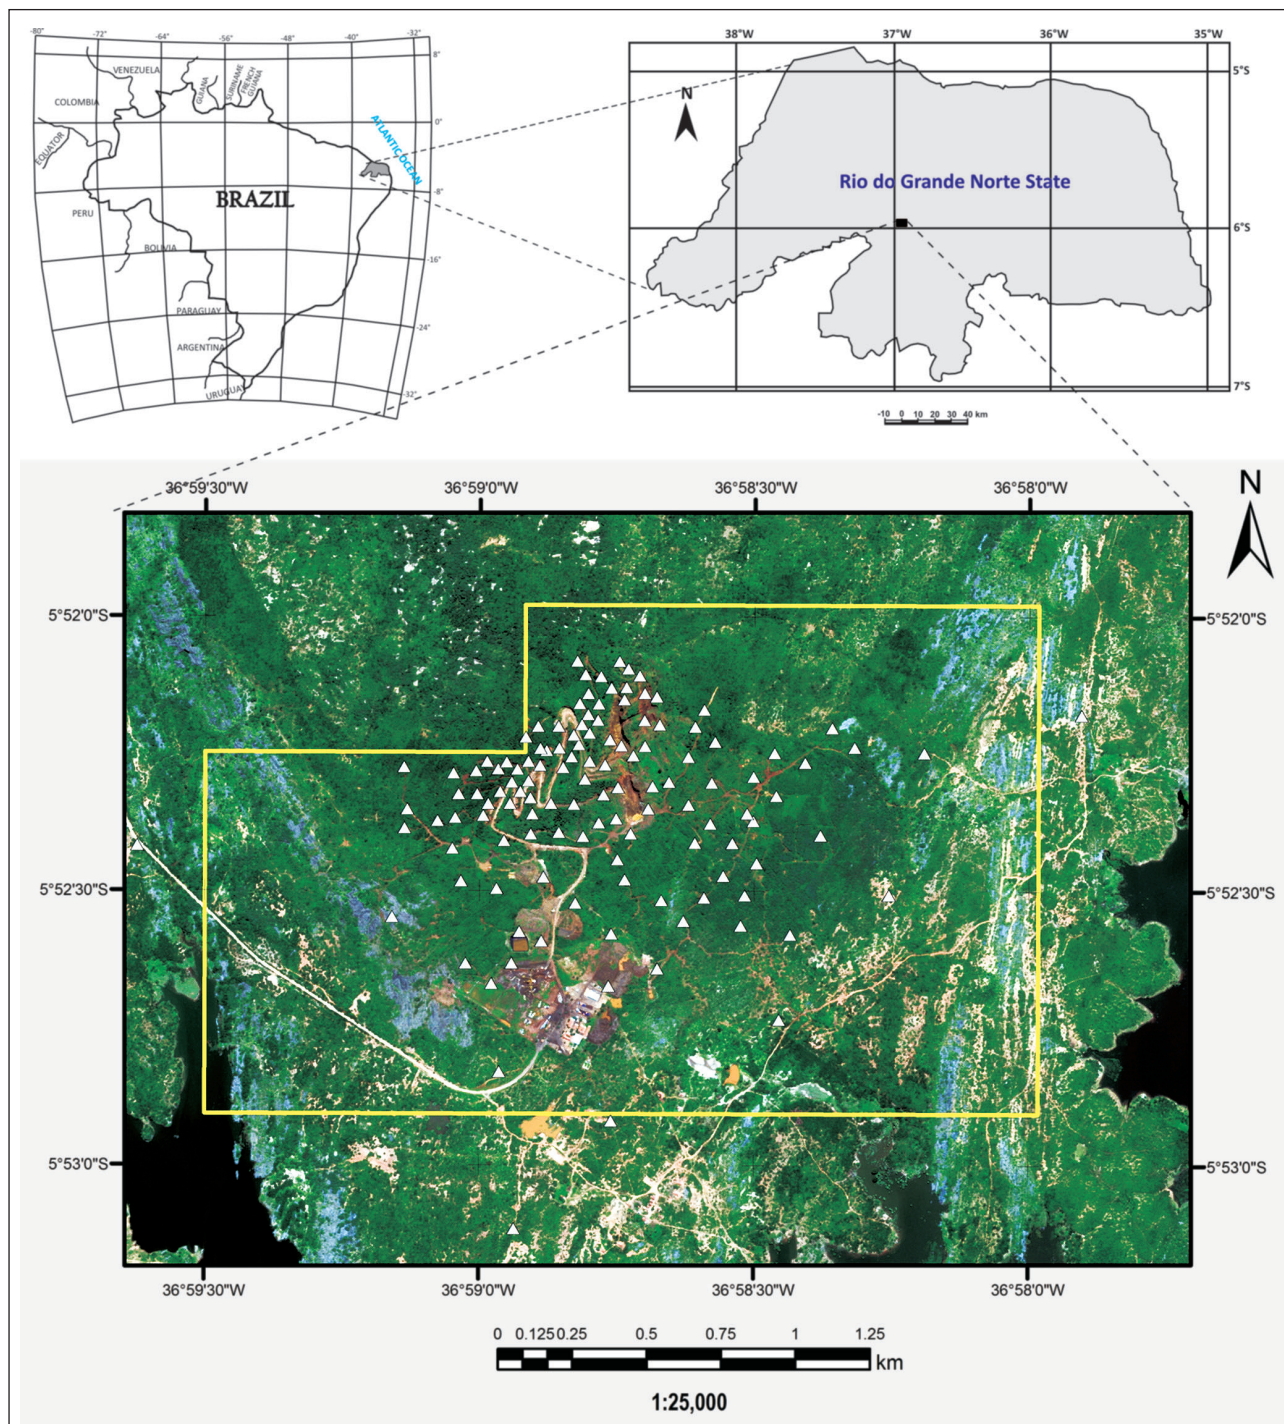 -80° -72° -64° -56° -48° -40° -32°
8°
VENEZUELA
GUIANA
SURINAME
FRENCH
GUIANA
COLOMBIA
0°
EQUATOR
ATLANTIC OCEAN
-8°
BRAZIL
PERU
BOLIVIA
-16°
PARAGUAY
-24°
ARGENTINA
URUGUAY
-32°
38°W 37°W 36°W 35°W
5°S
N
Rio do Grande Norte State
6°S
7°S
-10 0 10 20 30 40 km
36°59'30"W 36°59'0"W 36°58'30"W 36°58'0"W
N
5°52'0"S 5°52'0"S
5°52'30"S 5°52'30"S
5°53'0"S 5°53'0"S
36°59'30"W 36°59'0"W 36°58'30"W 36°58'0"W
0 0.125 0.25 0.5 0.75 1 1.25
km
1:25,000